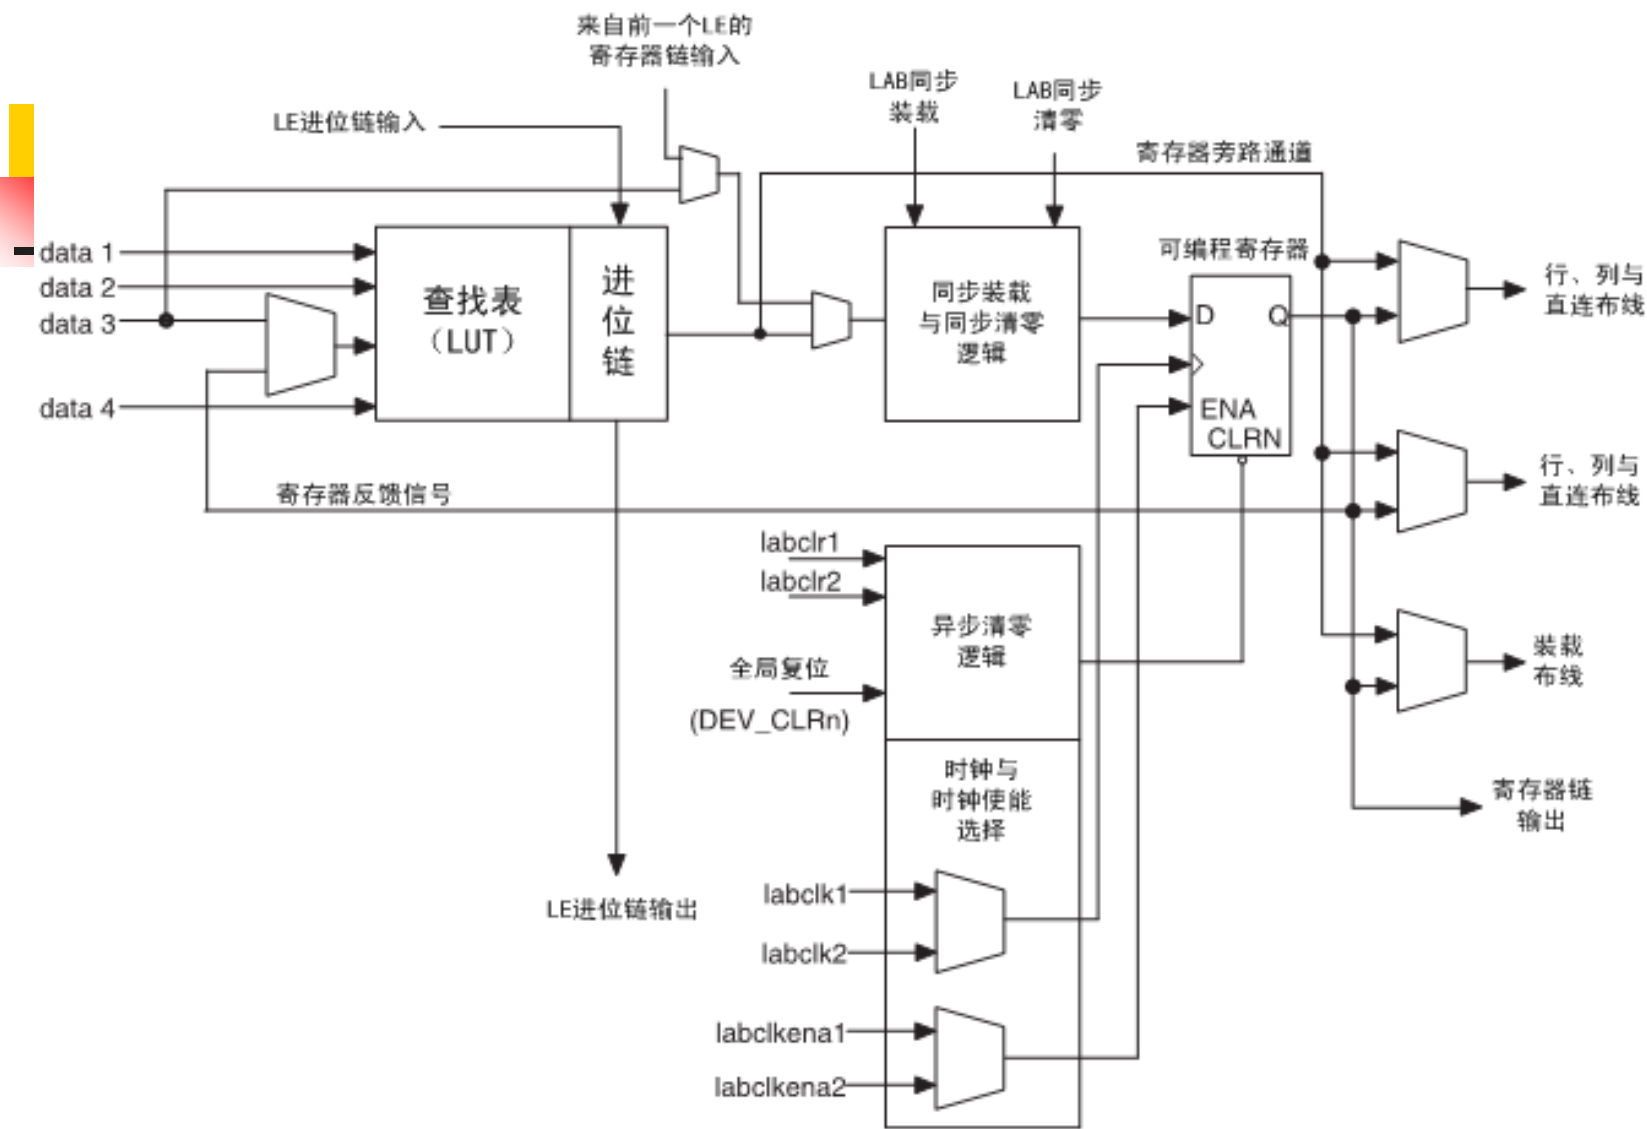 来自前一个LE的
寄存器链输入
LAB同步
装载
LAB同步
清零
LE进位链输入
寄存器旁路通道
data 1
data 2
data 3
data 4
查找表
（LUT）
进
位
链
同步装载
与同步清零
逻辑
可编程寄存器
D
Q
ENA
CLRN
行、列与
直连布线
行、列与
直连布线
寄存器反馈信号
labclr1
labclr2
异步清零
逻辑
全局复位
(DEV_CLRn)
装载
布线
时钟与
时钟使能
选择
寄存器链
输出
labclk1
LE进位链输出
labclk2
labclkena1
labclkena2